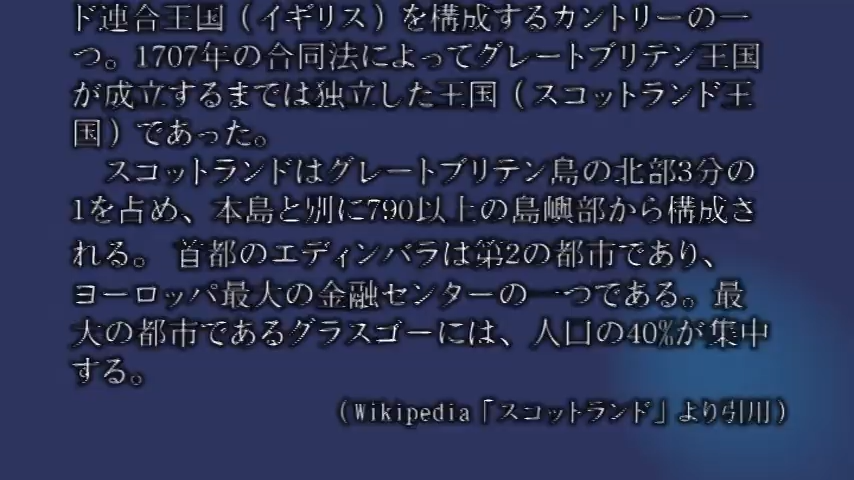 ド連合王国（イギリス）を構成するカントリーの一
つ。1707年の合同法によってグレートブリテン王国
が成立するまでは独立した王国（スコットランド王
国）であった。
スコットランドはグレートブリテン島の北部3分の
1を占め、本島と別に790以上の島嶼部から構成さ
れる。 首都のエディンバラは第2の都市であり、
ヨーロッパ最大の金融センターの一つである。最
大の都市であるグラスゴーには、人口の40%が集中
する。
（Wikipedia「スコットランド」より引用）